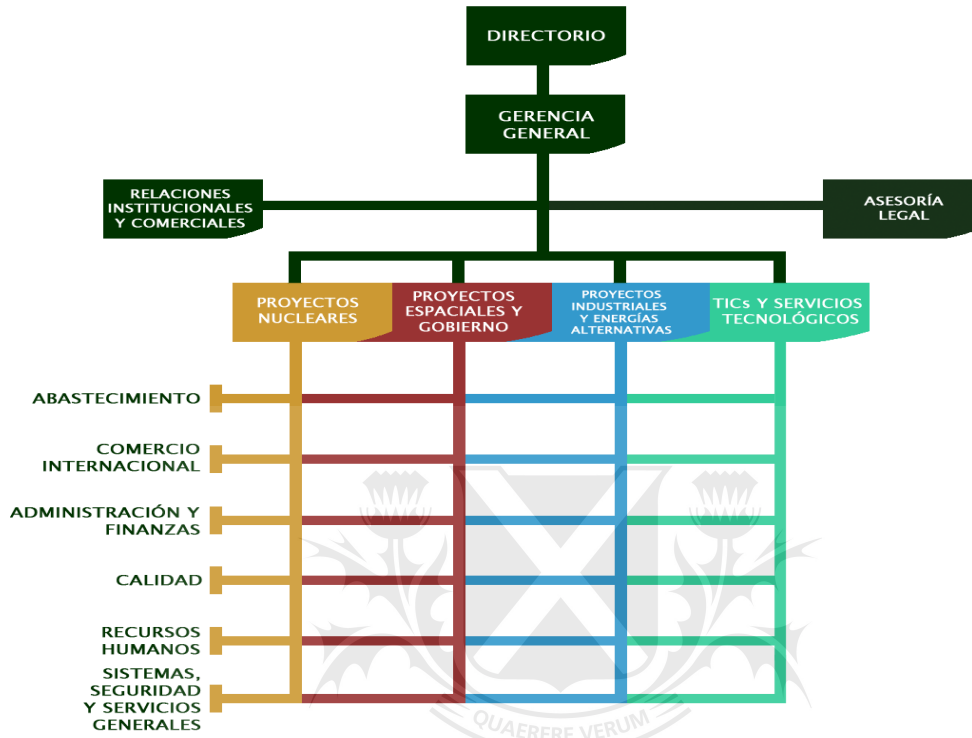 DIRECTORIO
GERENCIA
GENERAL
RELACIONES
INSTITUCIONALES
Y COMERCIALES
ASESORÍA
LEGAL
PROYECTOS
NUCLEARES
PROYECTOS
ESPACIALES Y
GOBIERNO
PROYECTOS
INDUSTRIALES
Y ENERGÍAS
ALTERNATIVAS
TICs Y SERVICIOS
TECNOLÓGICOS
ABASTECIMIENTO
COMERCIO
INTERNACIONAL
ADMINISTRACIÓN Y
FINANZAS
CALIDAD
RECURSOS
HUMANOS
SISTEMAS,
SEGURIDAD
Y SERVICIOS
GENERALES
QUAERERE VERUM